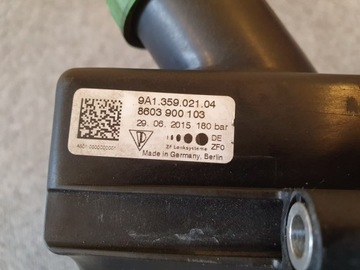 9A1.359.021.04
8603 900 103
29. 06. 2015 180 bar
DE
ZF Lenksysteme ZF0
Made in Germany, Berlin